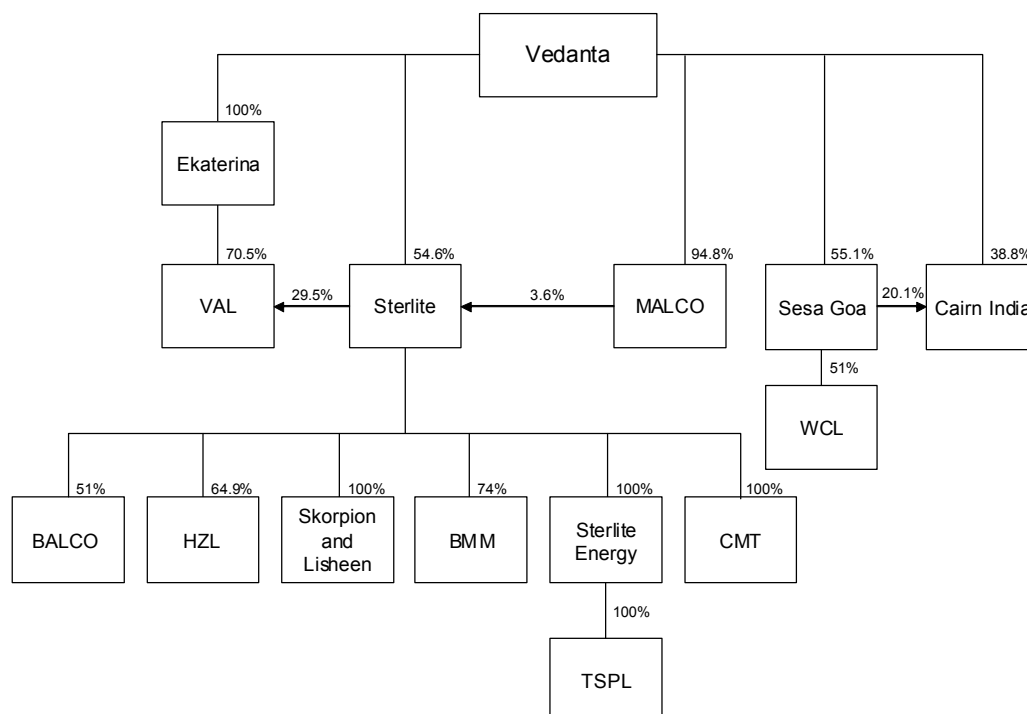 Vedanta
100%
Ekaterina
70.5%
54.6%
94.8%
55.1%
38.8%
VAL
29.5%
Sterlite
3.6%
MALCO
Sesa Goa
20.1%
Cairn India
51%
WCL
51%
64.9%
100%
74%
100%
100%
BALCO
HZL
Skorpion
and
Lisheen
BMM
Sterlite
Energy
CMT
100%
TSPL